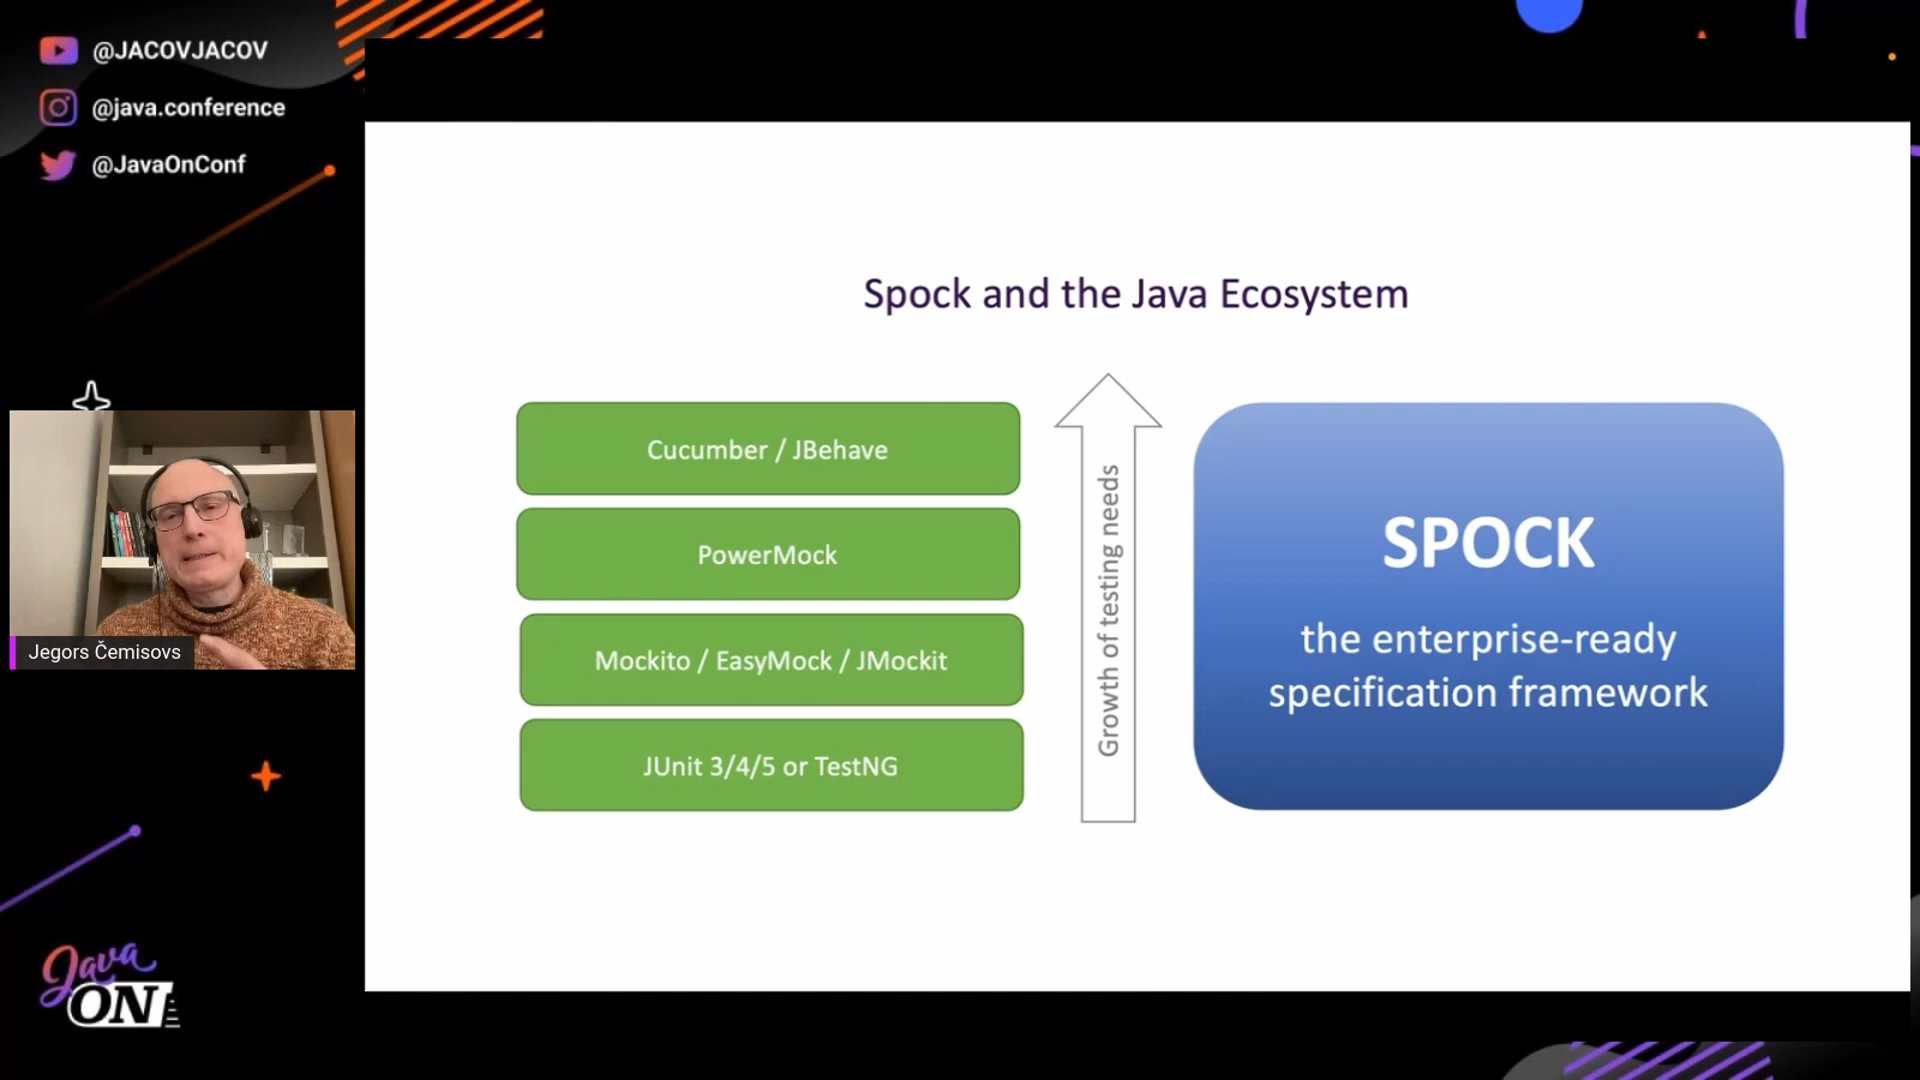 @JACOVJACOV
@java.conference
@JavaOnConf
Spock and the Java Ecosystem
Cucumber / JBehave
PowerMock
Mockito / EasyMock / JMockit
JUnit 3/4/5 or TestNG
Growth of testing needs
SPOCK
the enterprise-ready
specification framework
Jegors Čemisovs
Java
ON